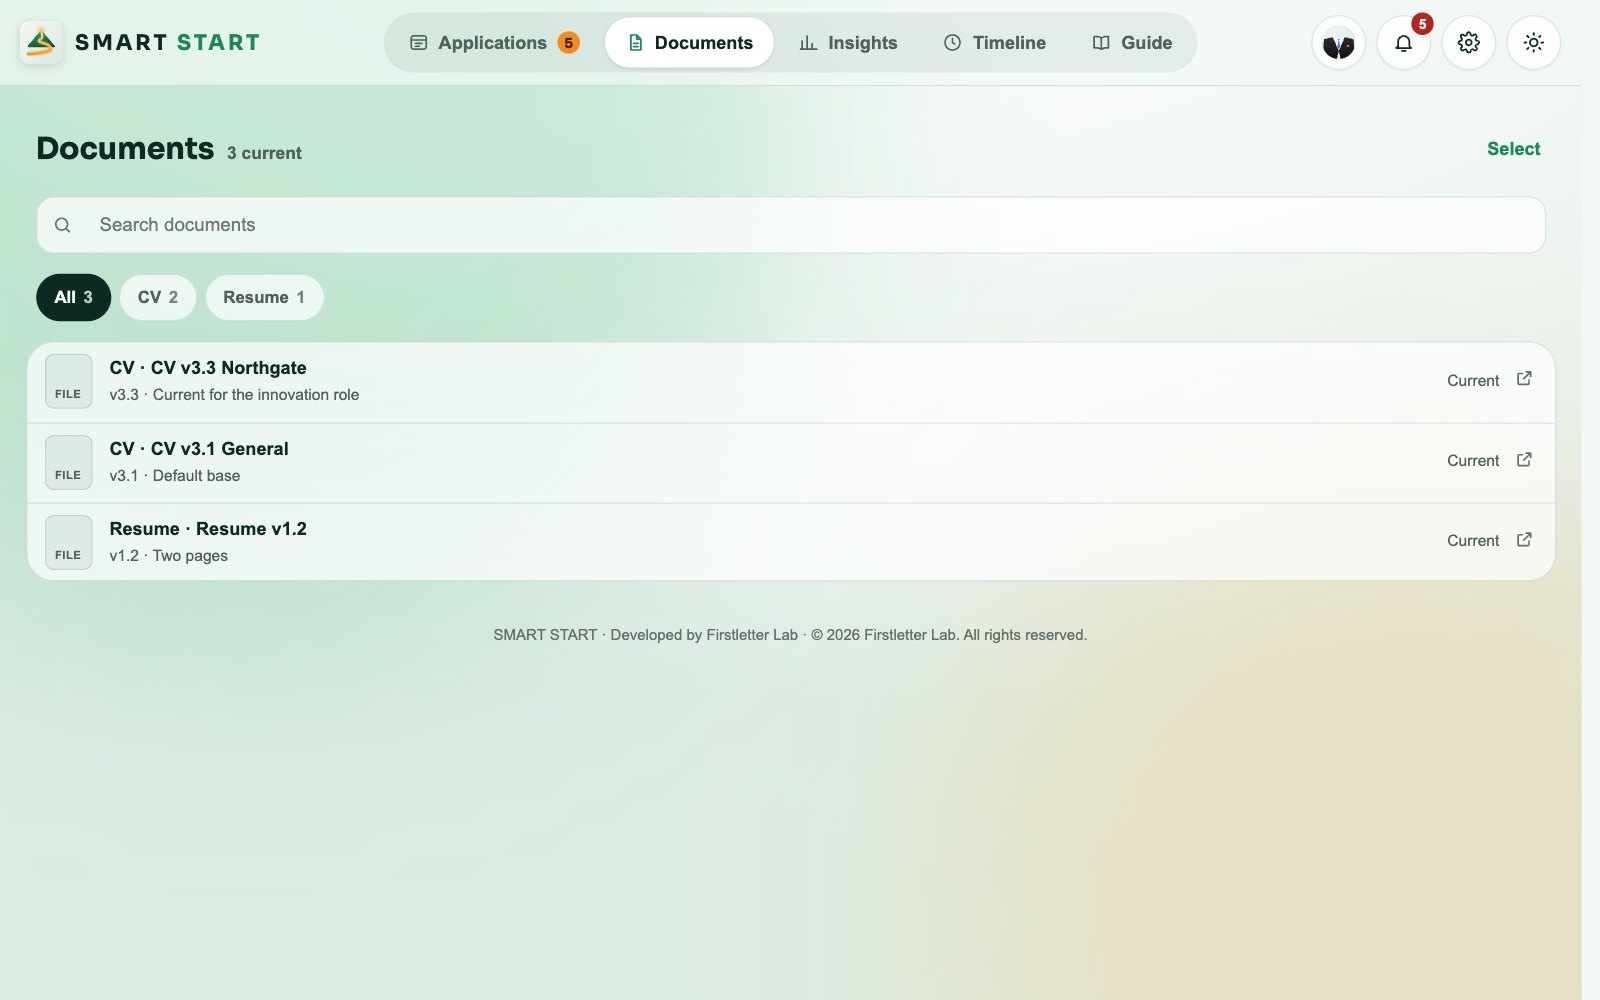 SMART START
Applications 5
Documents
Insights
Timeline
Guide
5
Documents 3 current
Select
Search documents
All 3
CV 2
Resume 1
FILE
CV · CV v3.3 Northgate
v3.3 · Current for the innovation role
Current
FILE
CV · CV v3.1 General
v3.1 · Default base
Current
FILE
Resume · Resume v1.2
v1.2 · Two pages
Current
SMART START · Developed by Firstletter Lab · © 2026 Firstletter Lab. All rights reserved.